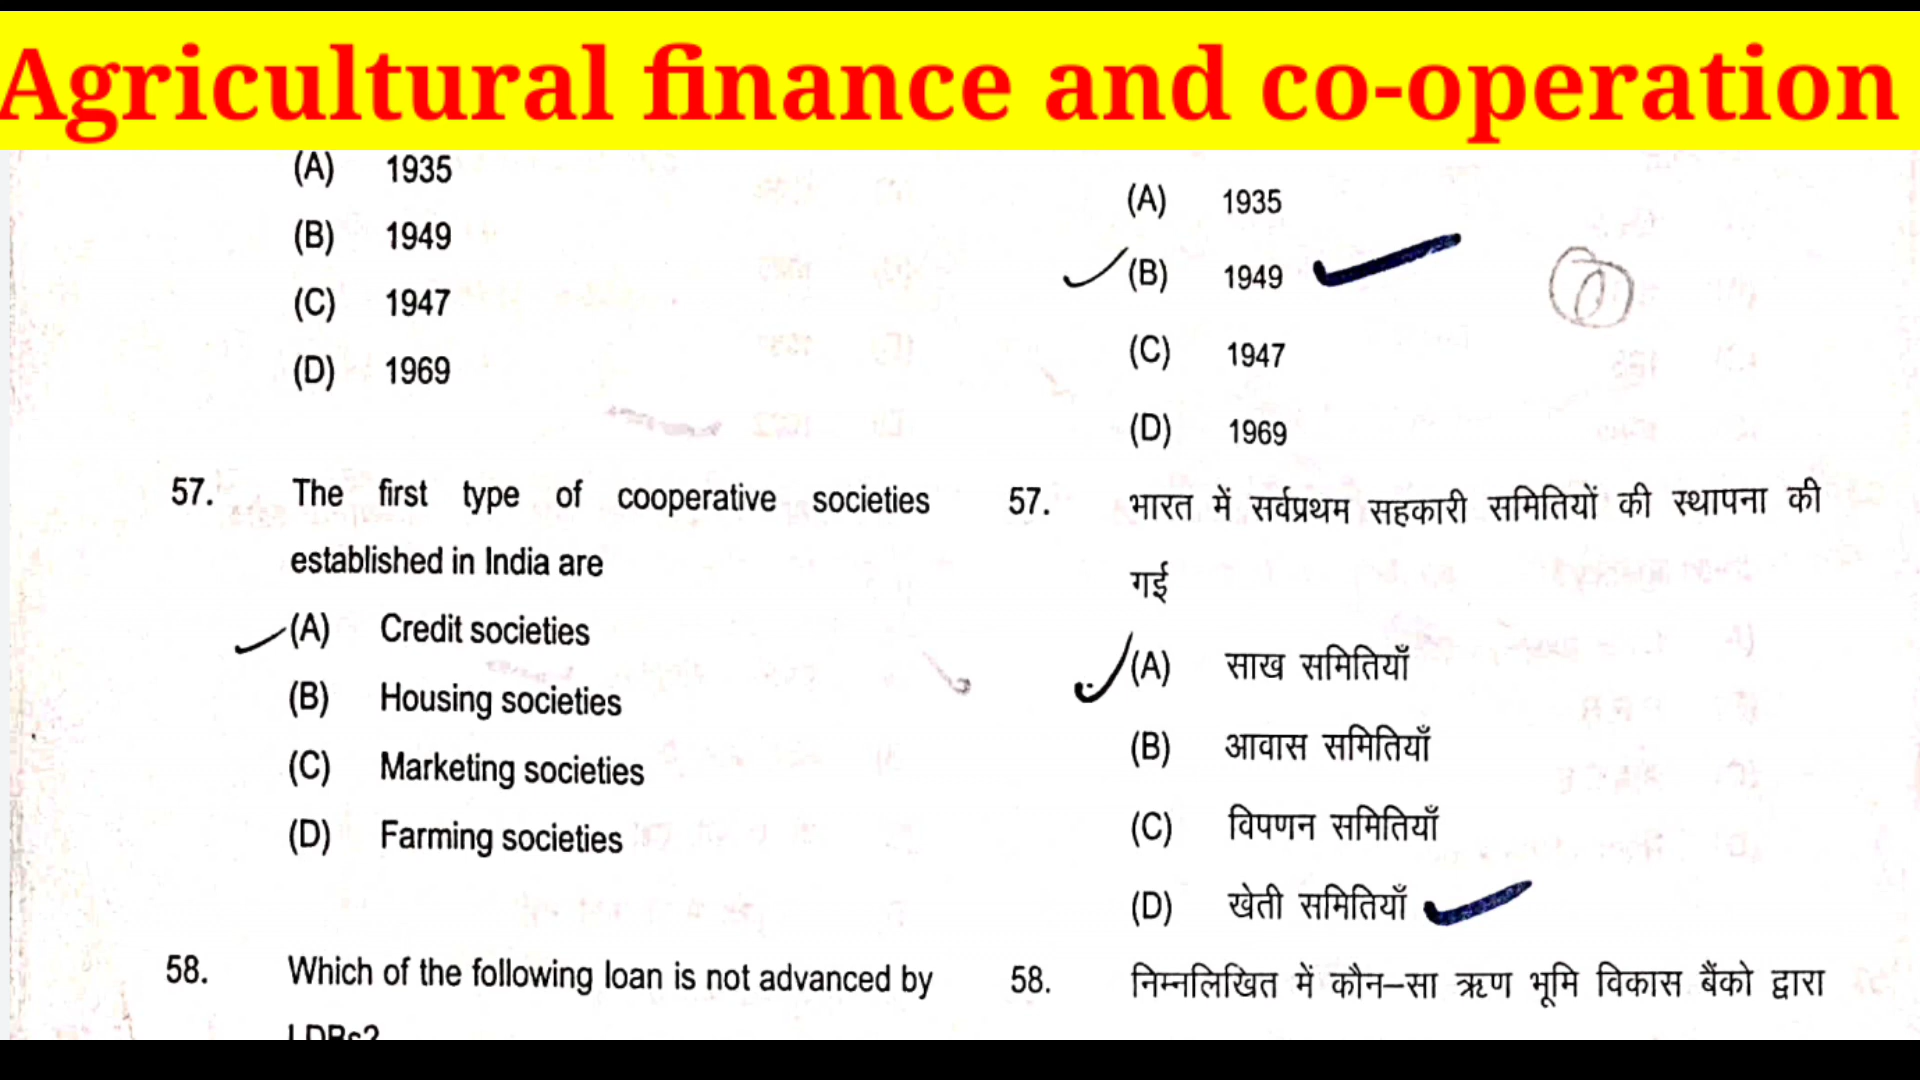 Agricultural finance and co-operation
(A) 1935
(B) 1949
(C) 1947
(D) 1969
57. The first type of cooperative societies
established in India are
(A) Credit societies
(B) Housing societies
(C) Marketing societies
(D) Farming societies
58. Which of the following loan is not advanced by
LDBs?
(A) 1935
(B) 1949
(C) 1947
(D) 1969
57. भारत में सर्वप्रथम सहकारी समितियों की स्थापना की
गई
(A) साख समितियाँ
(B) आवास समितियाँ
(C) विपणन समितियाँ
(D) खेती समितियाँ
58. निम्नलिखित में कौन–सा ऋण भूमि विकास बैंको द्वारा